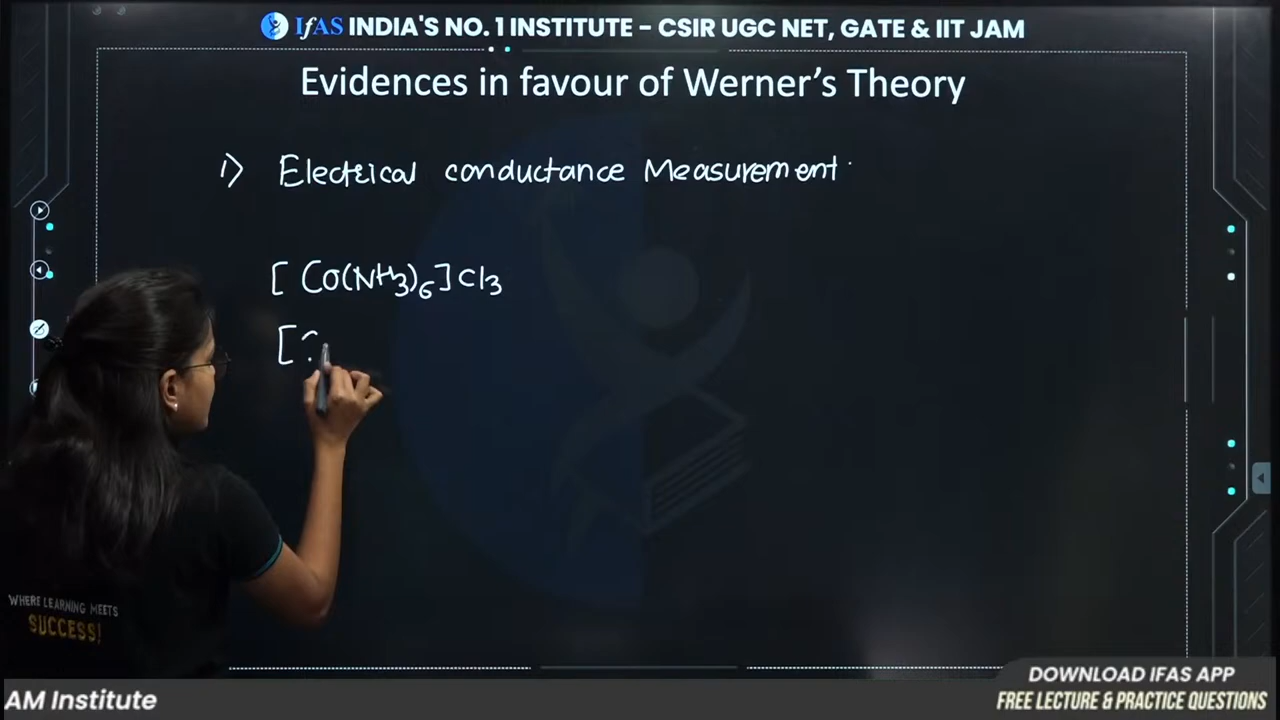 IfAS INDIA'S NO. 1 INSTITUTE – CSIR UGC NET, GATE & IIT JAM
Evidences in favour of Werner's Theory
1) Electrical conductance Measurement.
[ Co(NH3)6]Cl3
[
WHERE LEARNING MEETS
SUCCESS!
DOWNLOAD IFAS APP
AM Institute
FREE LECTURE & PRACTICE QUESTIONS